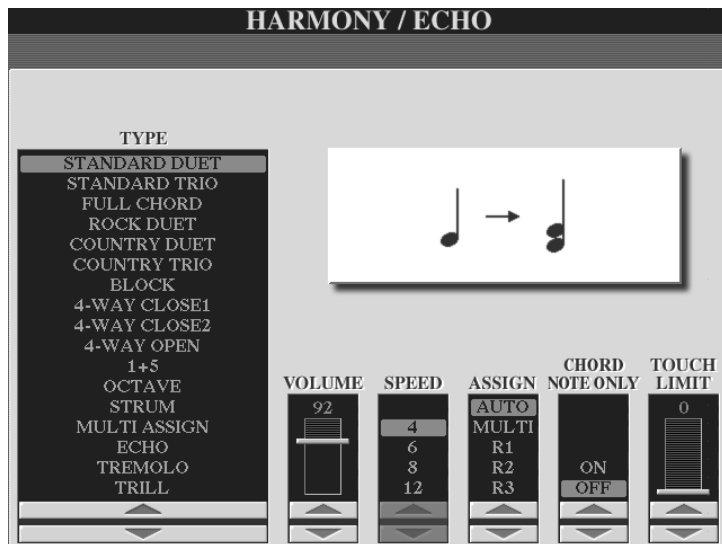 HARMONY / ECHO
TYPE
STANDARD DUET
STANDARD TRIO
FULL CHORD
ROCK DUET
COUNTRY DUET
COUNTRY TRIO
BLOCK
4-WAY CLOSE1
4-WAY CLOSE2
4-WAY OPEN
1+5
OCTAVE
STRUM
MULTI ASSIGN
ECHO
TREMOLO
TRILL
VOLUME
92
SPEED
4
6
8
12
ASSIGN
AUTO
MULTI
R1
R2
R3
CHORD
NOTE ONLY
ON
OFF
TOUCH
LIMIT
0